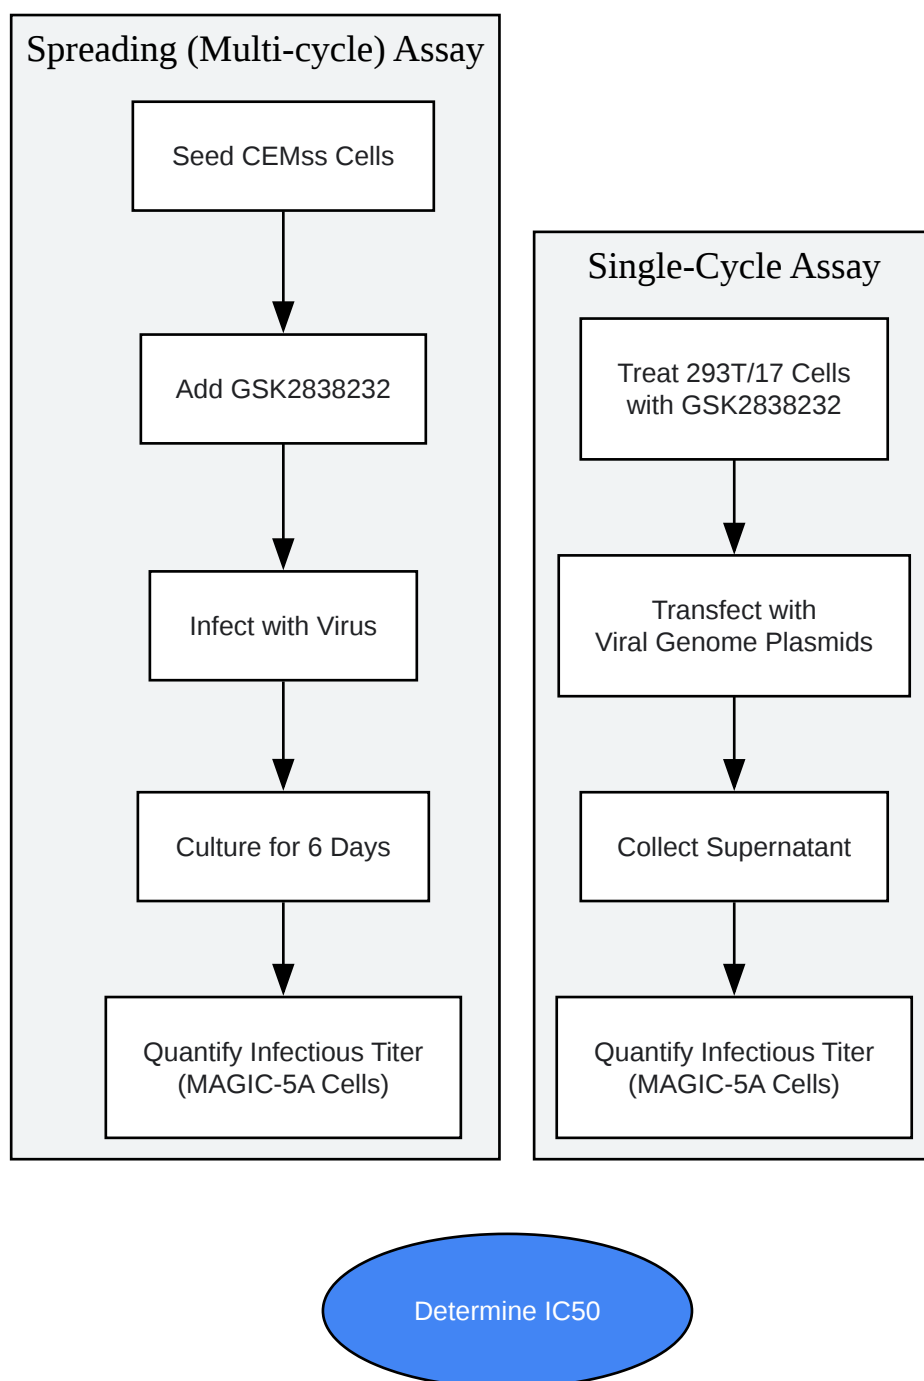 Spreading (Multi-cycle) Assay
Seed CEMss Cells
Add GSK2838232
Infect with Virus
Culture for 6 Days
Quantify Infectious Titer
(MAGIC-5A Cells)
Single-Cycle Assay
Treat 293T/17 Cells
with GSK2838232
Transfect with
Viral Genome Plasmids
Collect Supernatant
Quantify Infectious Titer
(MAGIC-5A Cells)
Determine IC50